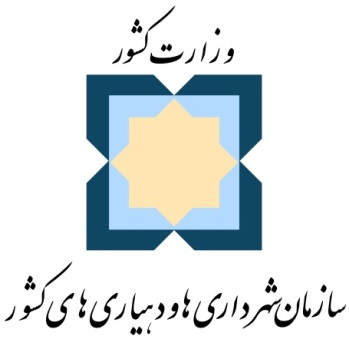 وزارت کشور
سازمان شهرداری ها و دهیاری های کشور